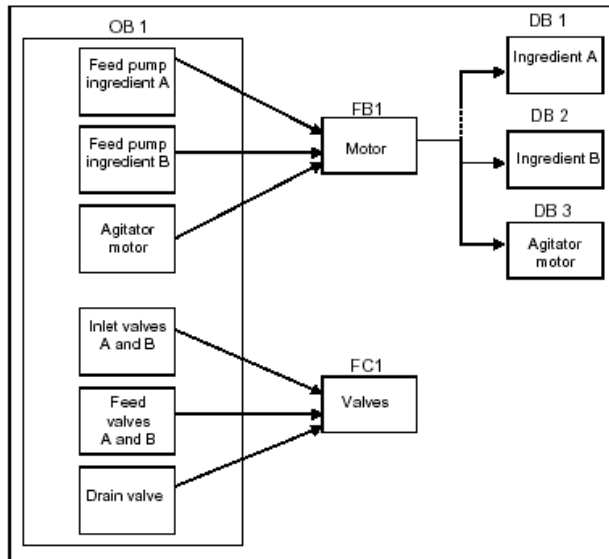 OB 1
Feed pump
ingredient A
Feed pump
ingredient B
Agitator
motor
Inlet valves
A and B
Feed
valves
A and B
Drain valve
FB1
Motor
FC1
Valves
DB 1
Ingredient A
DB 2
Ingredient B
DB 3
Agitator
motor